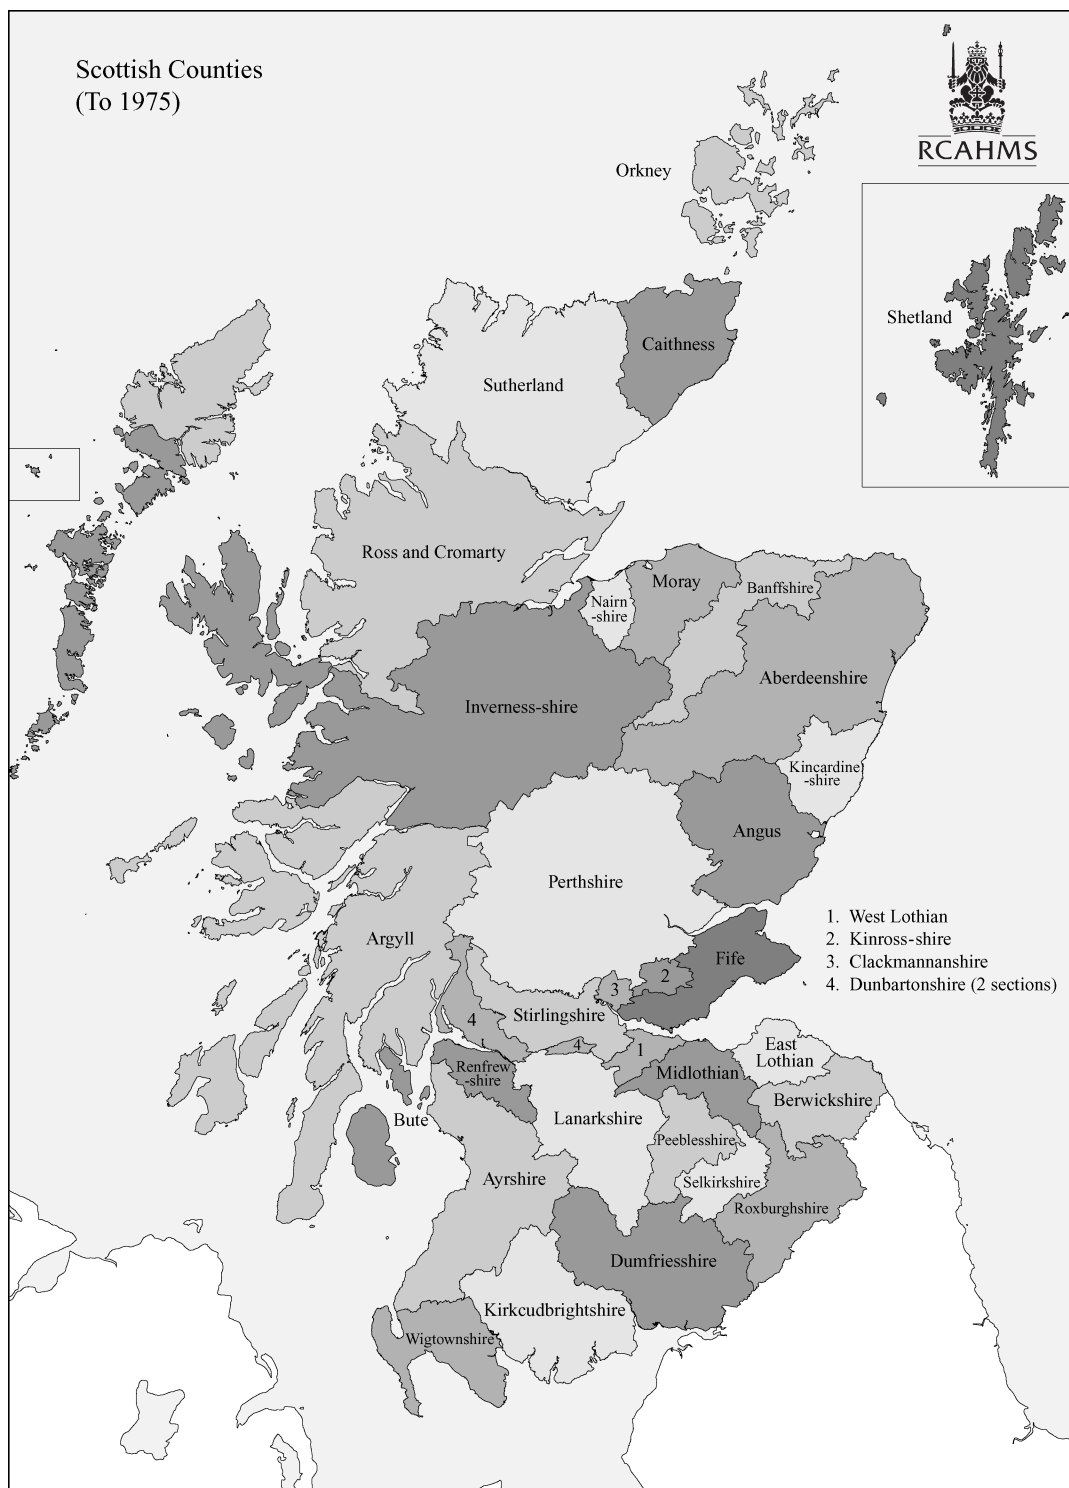 Scottish Counties
(To 1975)
RCAHMS
Orkney
Shetland
Caithness
Sutherland
Ross and Cromarty
Nairn
-shire
Moray
Banffshire
Aberdeenshire
Inverness-shire
Kincardine
-shire
Angus
Perthshire
Argyll
Fife
1. West Lothian
2. Kinross-shire
3. Clackmannanshire
4. Dunbartonshire (2 sections)
2
3
Stirlingshire
4
4
1
East
Lothian
Midlothian
Renfrew
-shire
Berwickshire
Bute
Lanarkshire
Peeblesshire
Ayrshire
Selkirkshire
Roxburghshire
Dumfriesshire
Kirkcudbrightshire
Wigtownshire